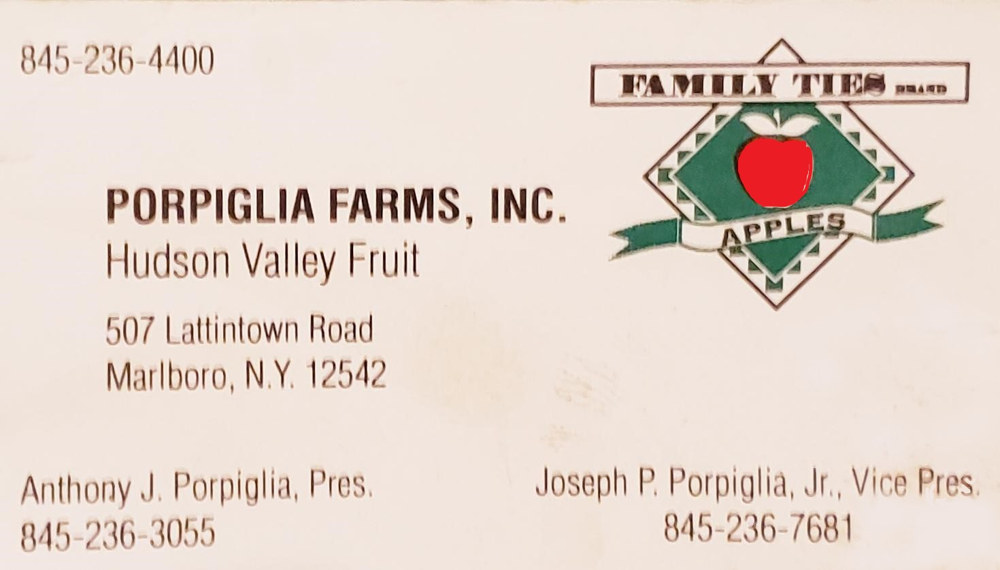 845-236-4400
FAMILY TIES BRAND
APPLES
PORPIGLIA FARMS, INC.
Hudson Valley Fruit
507 Lattintown Road
Marlboro, N.Y. 12542
Anthony J. Porpiglia, Pres.
845-236-3055
Joseph P. Porpiglia, Jr., Vice Pres.
845-236-7681